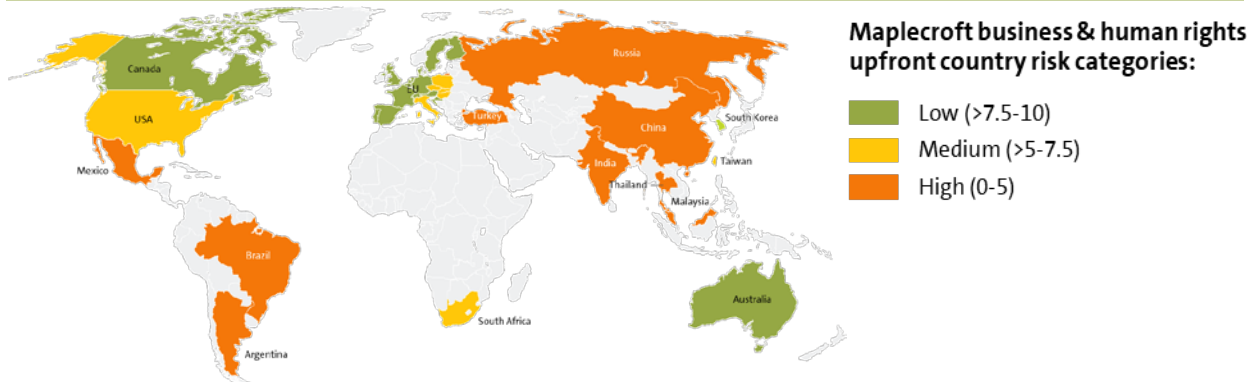 Maplecroft business & human rights
upfront country risk categories:
Low (>7.5-10)
Medium (>5-7.5)
High (0-5)
Canada
USA
Mexico
Brazil
Argentina
EU
Turkey
Russia
China
South Korea
Taiwan
India
Thailand
Malaysia
South Africa
Australia